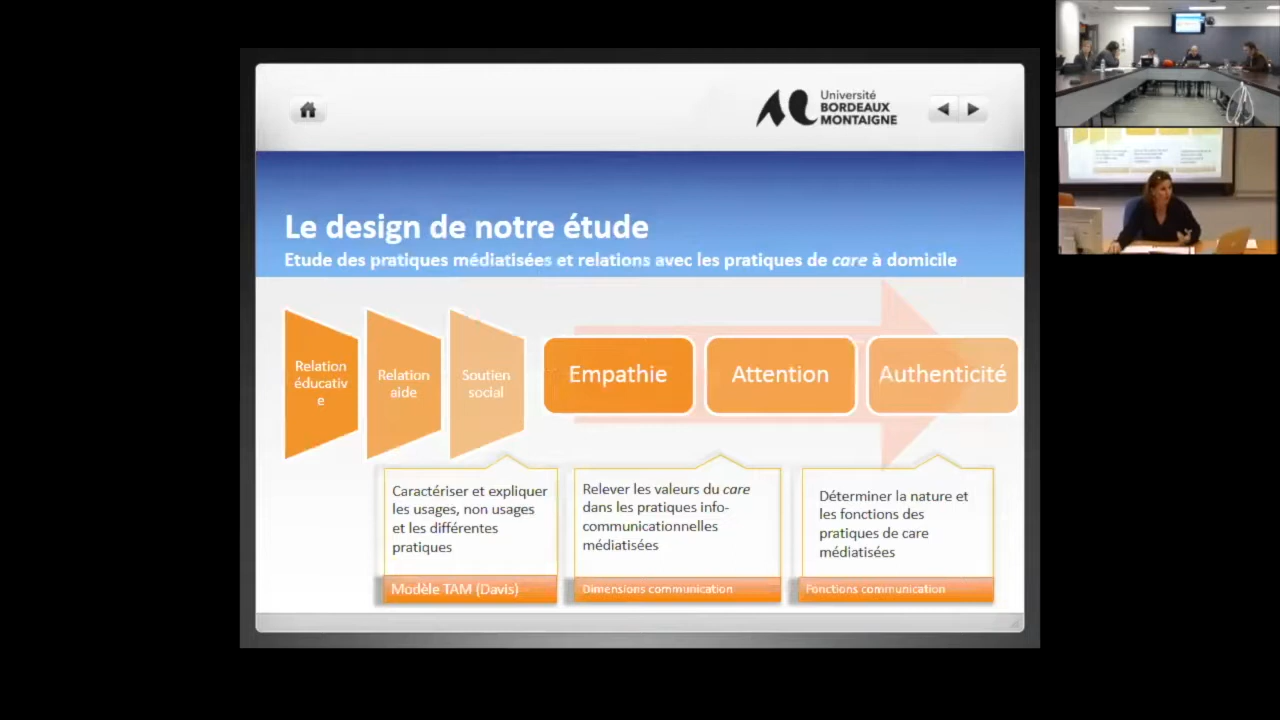 Université
BORDEAUX
MONTAIGNE
Le design de notre étude
Etude des pratiques médiatisées et relations avec les pratiques de care à domicile
Relation
éducativ
e
Relation
aide
Soutien
social
Empathie
Attention
Authenticité
Caractériser et expliquer
les usages, non usages
et les différentes
pratiques
Modèle TAM (Davis)
Relever les valeurs du care
dans les pratiques info-
communicationnelles
médiatisées
Dimensions communication
Déterminer la nature et
les fonctions des
pratiques de care
médiatisées
Fonctions communication